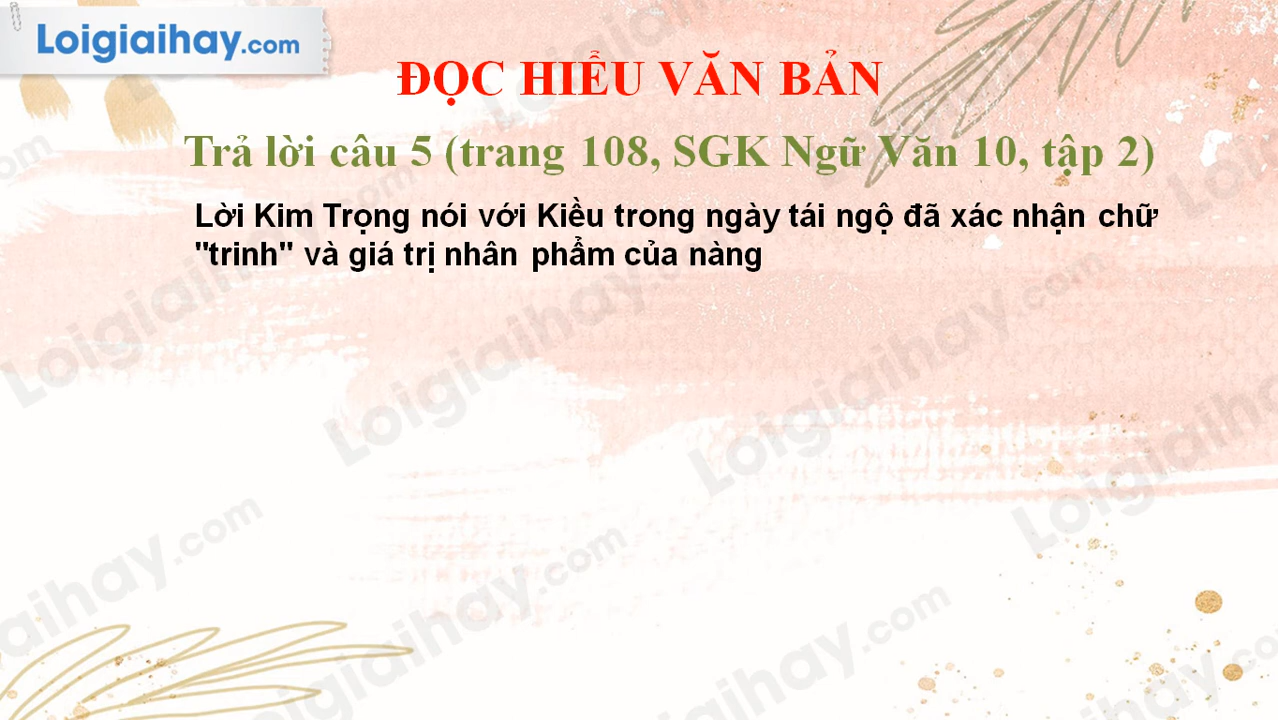 Loigiaihay.com
ĐỌC HIỂU VĂN BẢN
Trả lời câu 5 (trang 108, SGK Ngữ Văn 10, tập 2)
Lời Kim Trọng nói với Kiều trong ngày tái ngộ đã xác nhận chữ
"trinh" và giá trị nhân phẩm của nàng